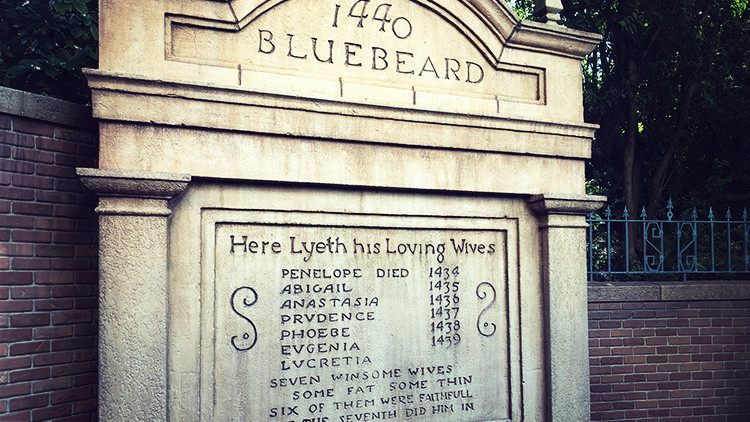 1440
BLUEBEARD
Here Lyeth his Loving Wives
PENELOPE DIED 1434
ABIGAIL 1435
ANASTASIA 1436
PRVDENCE 1437
PHOEBE 1438
EVGENIA 1439
LVCRETIA
SEVEN WINSOME WIVES
SOME FAT SOME THIN
SIX OF THEM WERE FAITHFULL
THE SEVENTH DID HIM IN